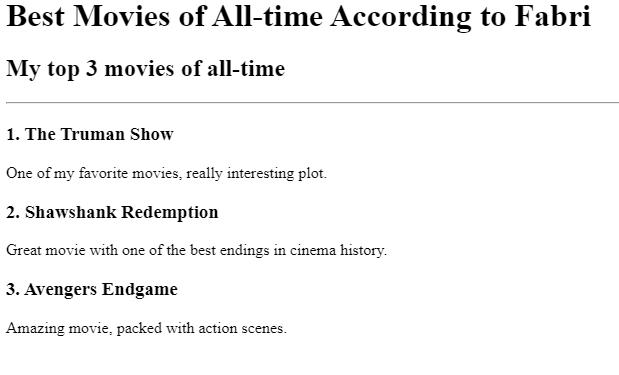 Best Movies of All-time According to Fabri
My top 3 movies of all-time
1. The Truman Show
One of my favorite movies, really interesting plot.
2. Shawshank Redemption
Great movie with one of the best endings in cinema history.
3. Avengers Endgame
Amazing movie, packed with action scenes.